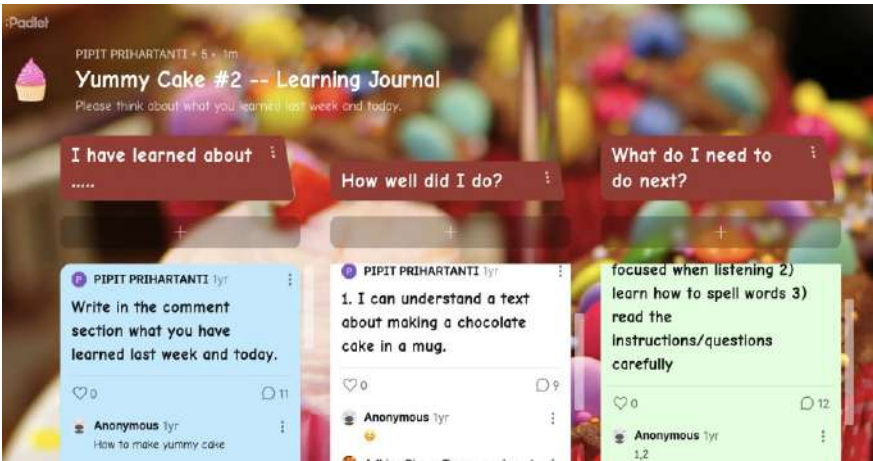 :Padlet
PIPIT PRIHARTANTI • 5 • 1m
Yummy Cake #2 -- Learning Journal
Please think about what you learned last week and today.
I have learned about
.....
How well did I do?
What do I need to
do next?
PIPIT PRIHARTANTI 1yr
Write in the comment
section what you have
learned last week and today.
0
11
Anonymous 1yr
How to make yummy cake
PIPIT PRIHARTANTI 1yr
1. I can understand a text
about making a chocolate
cake in a mug.
0
9
Anonymous 1yr
focused when listening 2)
learn how to spell words 3)
read the
instructions/questions
carefully
0
12
Anonymous 1yr
1,2